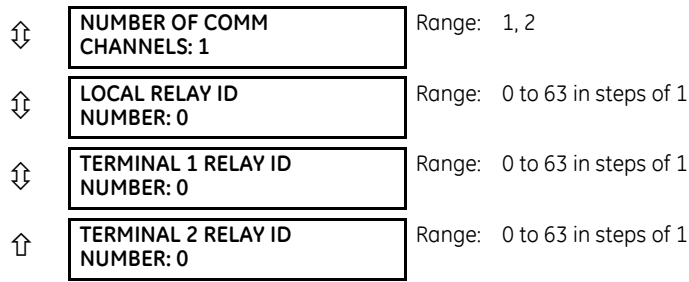 NUMBER OF COMM
CHANNELS: 1
Range: 1, 2
LOCAL RELAY ID
NUMBER: 0
Range: 0 to 63 in steps of 1
TERMINAL 1 RELAY ID
NUMBER: 0
Range: 0 to 63 in steps of 1
TERMINAL 2 RELAY ID
NUMBER: 0
Range: 0 to 63 in steps of 1